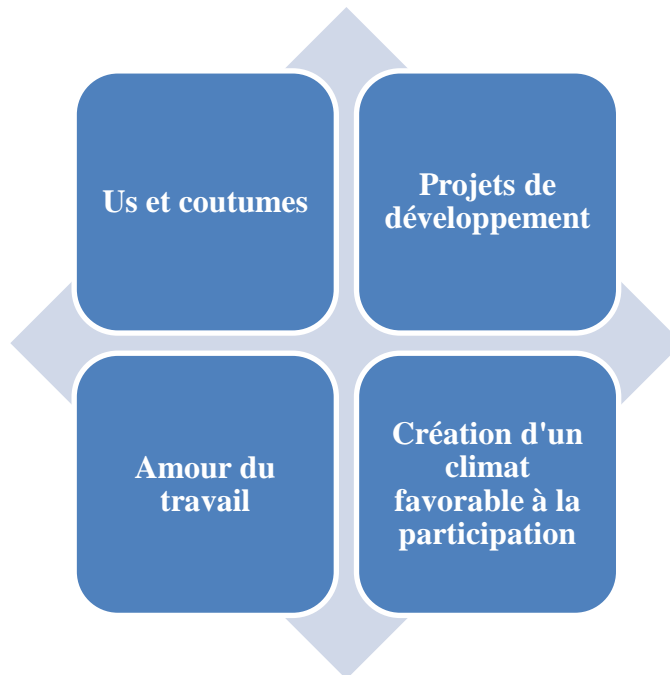 Us et coutumes
Projets de
développement
Amour du
travail
Création d'un
climat
favorable à la
participation